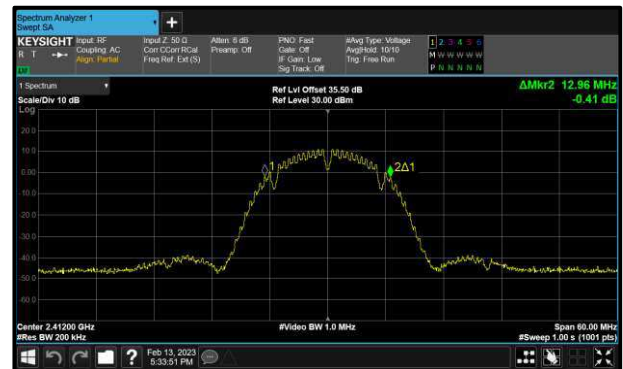 Spectrum Analyzer 1
Swept SA
+
KEYSIGHT
R T
Input: RF
Coupling: AC
Align: Partial
Input Z: 50 Ω
Corr CCorr RCal
Freq Ref: Ext (S)
Atten: 6 dB
Preamp: Off
PNO: Fast
Gate: Off
IF Gain: Low
Sig Track: Off
#Avg Type: Voltage
Avg|Hold: 10/10
Trig: Free Run
1 2 3 4 5 6
M W W W W W
P N N N N N
1 Spectrum
Scale/Div 10 dB
Ref Lvl Offset 35.50 dB
Ref Level 30.00 dBm
ΔMkr2 12.96 MHz
-0.41 dB
Log
20.0
10.0
0.00
-10.0
-20.0
-30.0
-40.0
-50.0
-60.0
1
2Δ1
Center 2.41200 GHz
#Res BW 200 kHz
#Video BW 1.0 MHz
Span 60.00 MHz
#Sweep 1.00 s (1001 pts)
?
Feb 13, 2023
5:33:51 PM